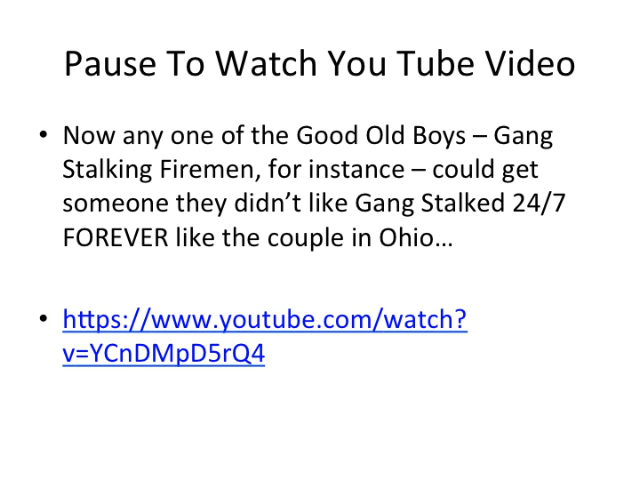 Pause To Watch You Tube Video
• Now any one of the Good Old Boys – Gang
Stalking Firemen, for instance – could get
someone they didn’t like Gang Stalked 24/7
FOREVER like the couple in Ohio…
• https://www.youtube.com/watch?
v=YCnDMpD5rQ4